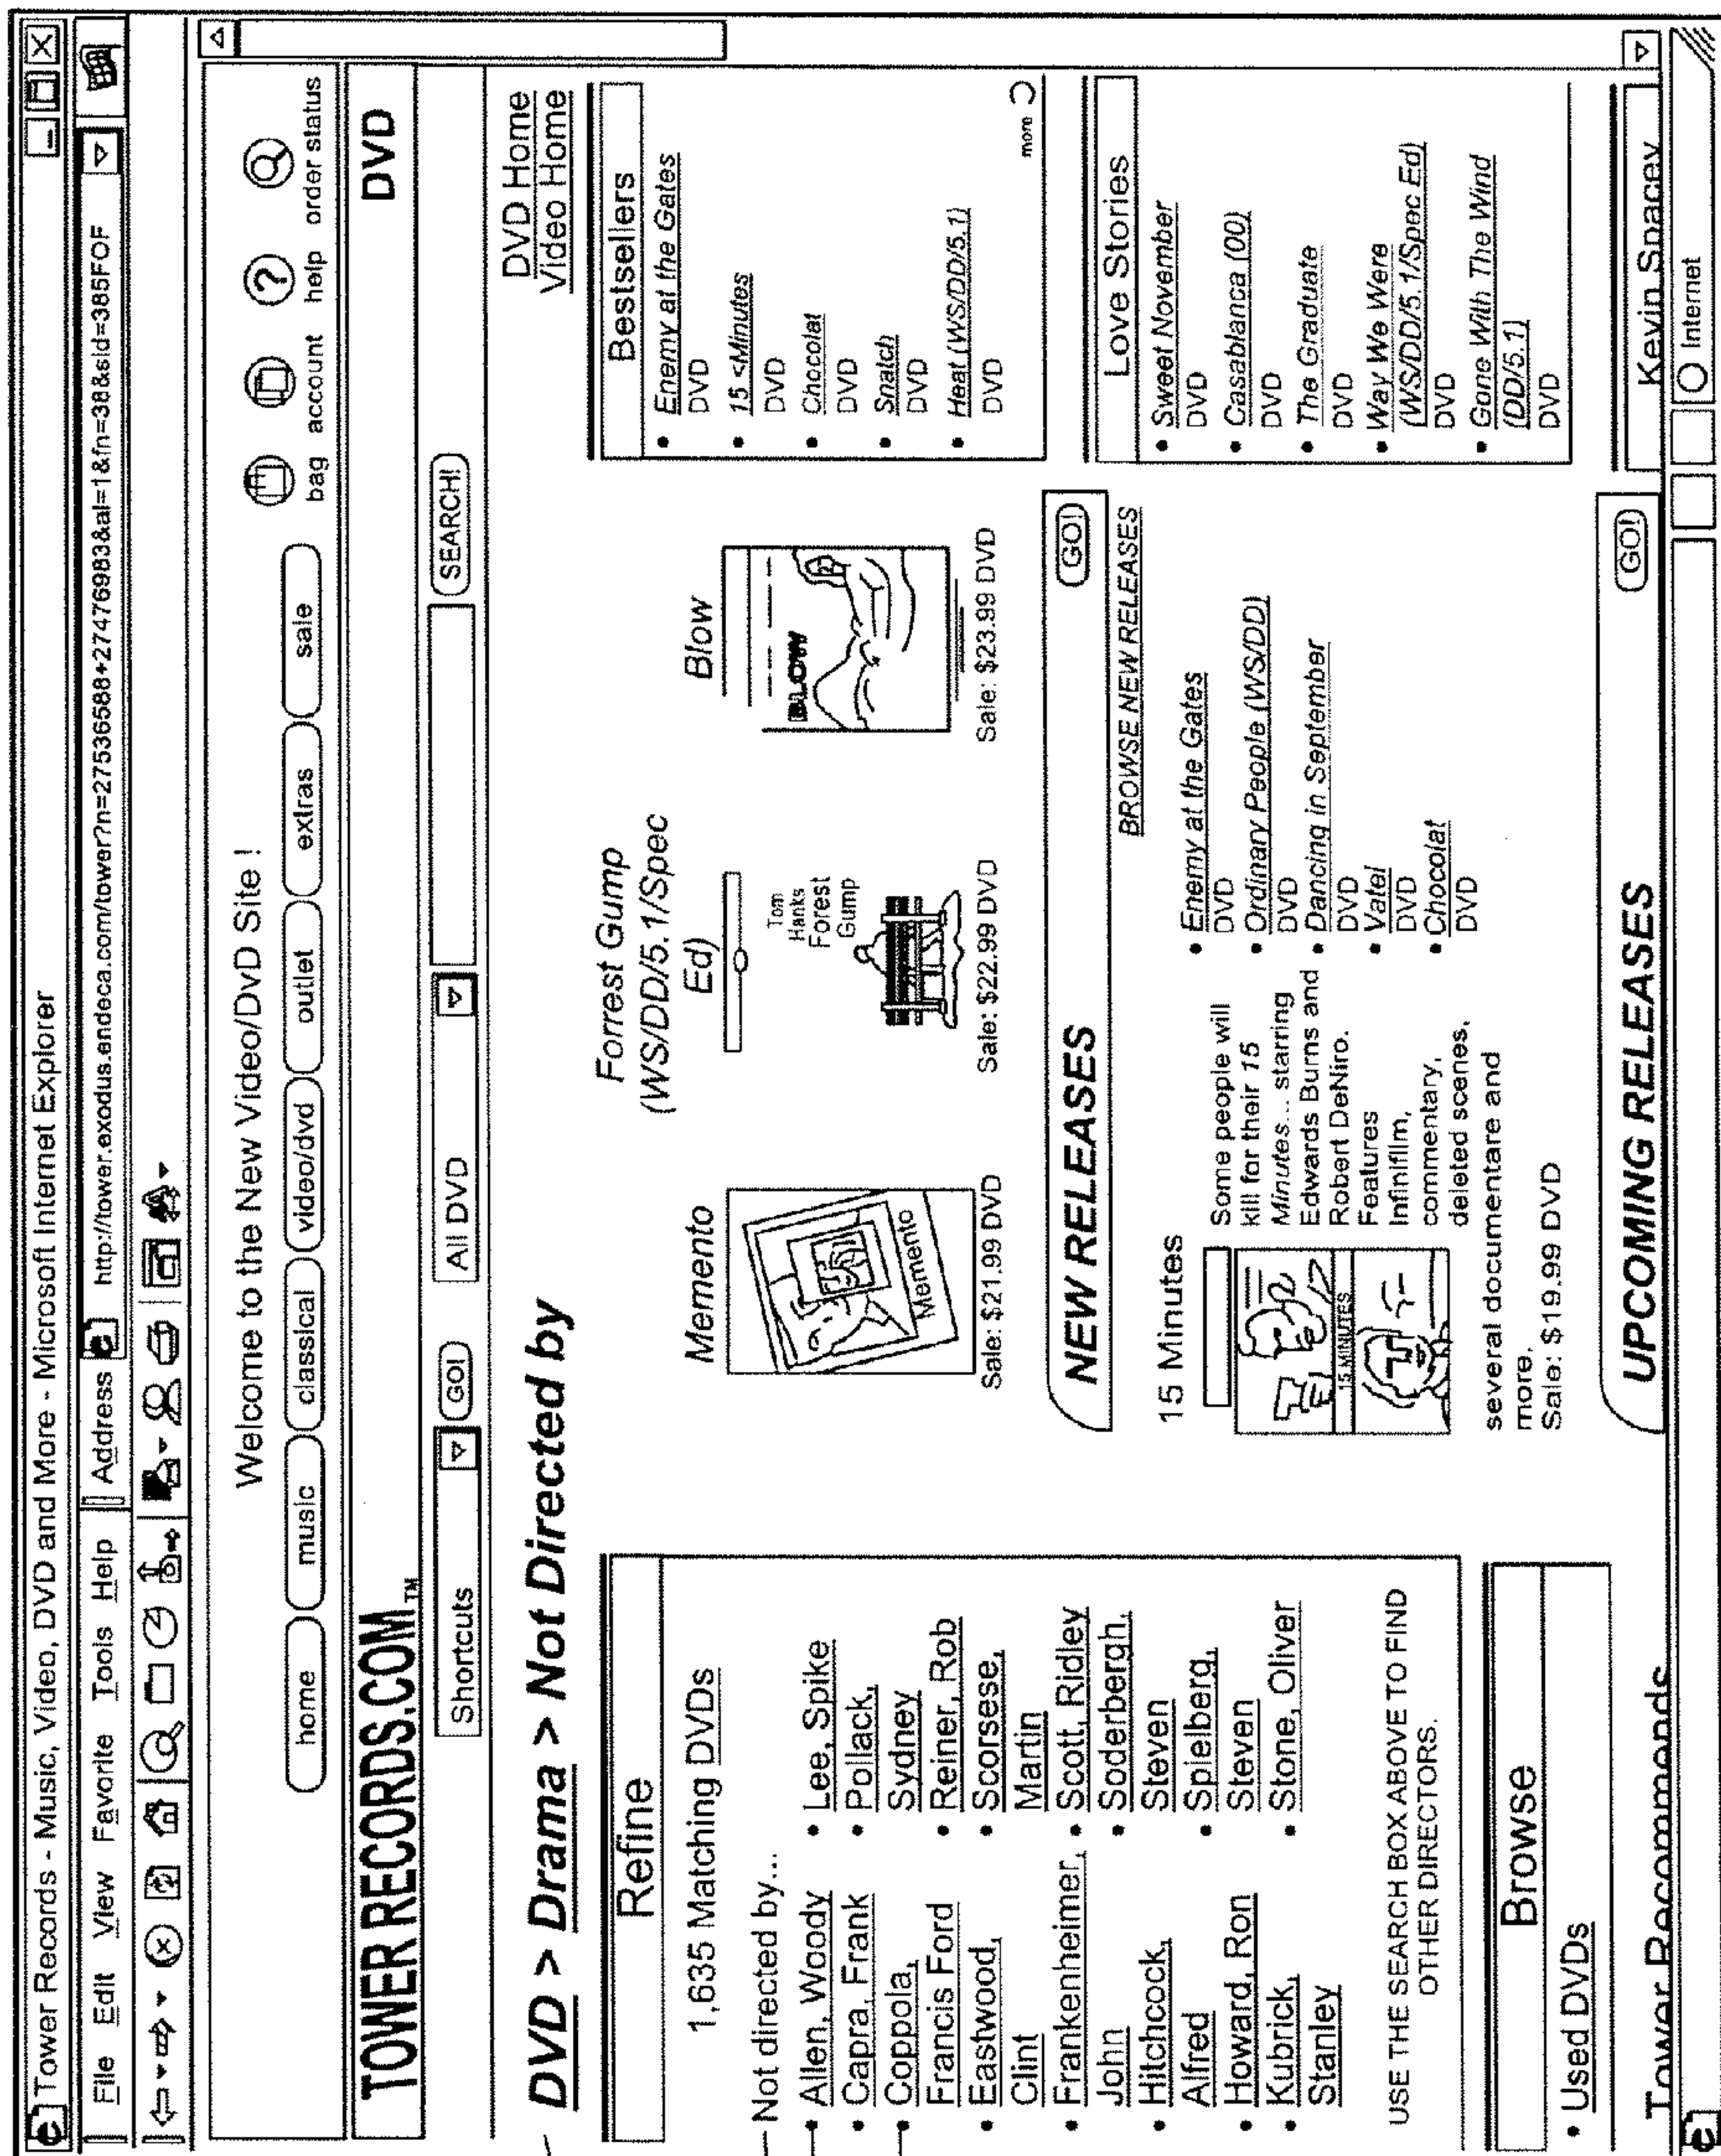 Tower Records - Music, Video, DVD and More - Microsoft Internet Explorer
File Edit View Favorite Tools Help Address http://tower.exodus.endeca.com/tower?n=27536588+27476983&al=1&fn=38&sid=385FOF
Welcome to the New Video/DvD Site !
home music classical video/dvd outlet extras sale
bag account help order status
TOWER RECORDS.COM TM
DVD
Shortcuts GO! All DVD SEARCH!
DVD > Drama > Not Directed by
DVD Home
Video Home
Refine
1,635 Matching DVDs
Not directed by...
• Allen, Woody
• Capra, Frank
• Coppola,
Francis Ford
• Eastwood,
Clint
• Frankenheimer,
John
• Hitchcock,
Alfred
• Howard, Ron
• Kubrick,
Stanley
• Lee, Spike
• Pollack,
Sydney
• Reiner, Rob
• Scorsese,
Martin
• Scott, Ridley
• Soderbergh,
Steven
• Spielberg,
Steven
• Stone, Oliver
USE THE SEARCH BOX ABOVE TO FIND
OTHER DIRECTORS.
Browse
• Used DVDs
Tower Recommends
Memento
Memento
Sale: $21.99 DVD
Forrest Gump
(WS/DD/5.1/Spec
Ed)
Tom
Hanks
Forest
Gump
Sale: $22.99 DVD
Blow
BLOW
Sale: $23.99 DVD
NEW RELEASES GO!
BROWSE NEW RELEASES
15 Minutes
15 MINUTES
Some people will
kill for their 15
Minutes... starring
Edwards Burns and
Robert DeNiro.
Features
Infinifilm,
commentary,
deleted scenes,
several documentare and
more.
Sale: $19.99 DVD
• Enemy at the Gates
DVD
• Ordinary People (WS/DD)
DVD
• Dancing in September
DVD
• Vatel
DVD
• Chocolat
DVD
UPCOMING RELEASES GO!
Bestsellers
• Enemy at the Gates
DVD
• 15 <Minutes
DVD
• Chocolat
DVD
• Snatch
DVD
• Heat (WS/DD/5.1)
DVD
more
Love Stories
• Sweet November
DVD
• Casablanca (00)
DVD
• The Graduate
DVD
• Way We Were
(WS/DD/5.1/Spec Ed)
DVD
• Gone With The Wind
(DD/5.1)
DVD
Kevin Spacey
Internet